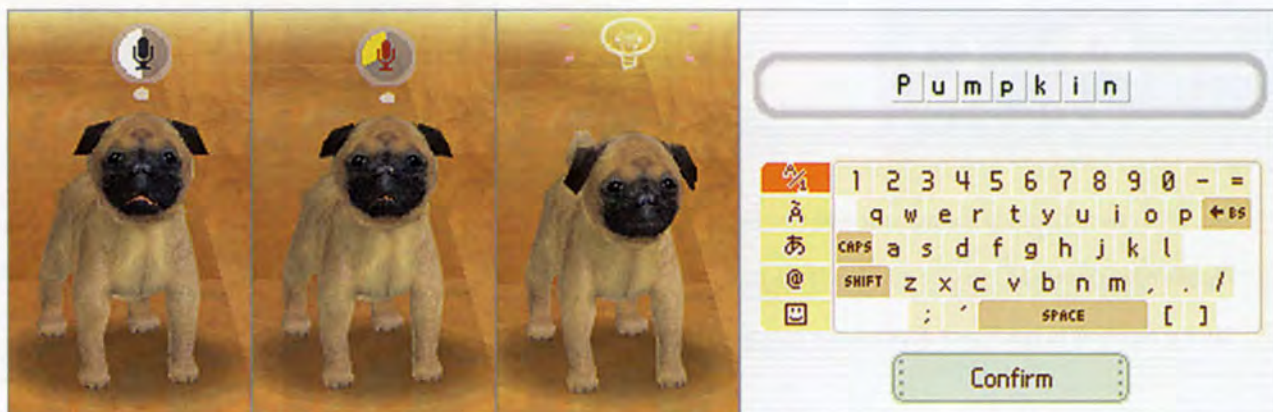 Pumpkin
A/1 1 2 3 4 5 6 7 8 9 0 - =
Ã q w e r t y u i o p ←BS
あ CAPS a s d f g h j k l
@ SHIFT z x c v b n m , . /
; ´ SPACE [ ]
Confirm